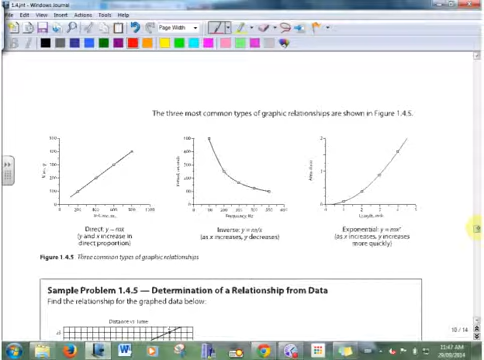 1.4.jnt - Windows Journal
File Edit View Insert Actions Tools Help
Page Width
The three most common types of graphic relationships are shown in Figure 1.4.5.
Frequency, Hz
Direct: y = mx
(y and x increase in
direct proportion)
Inverse: y = m/x
(as x increases, y decreases)
Exponential: y = mx²
(as x increases, y increases
more quickly)
Figure 1.4.5 Three common types of graphic relationships
Sample Problem 1.4.5 — Determination of a Relationship from Data
Find the relationship for the graphed data below:
Distance vs. Time
10 / 14
11:47 AM